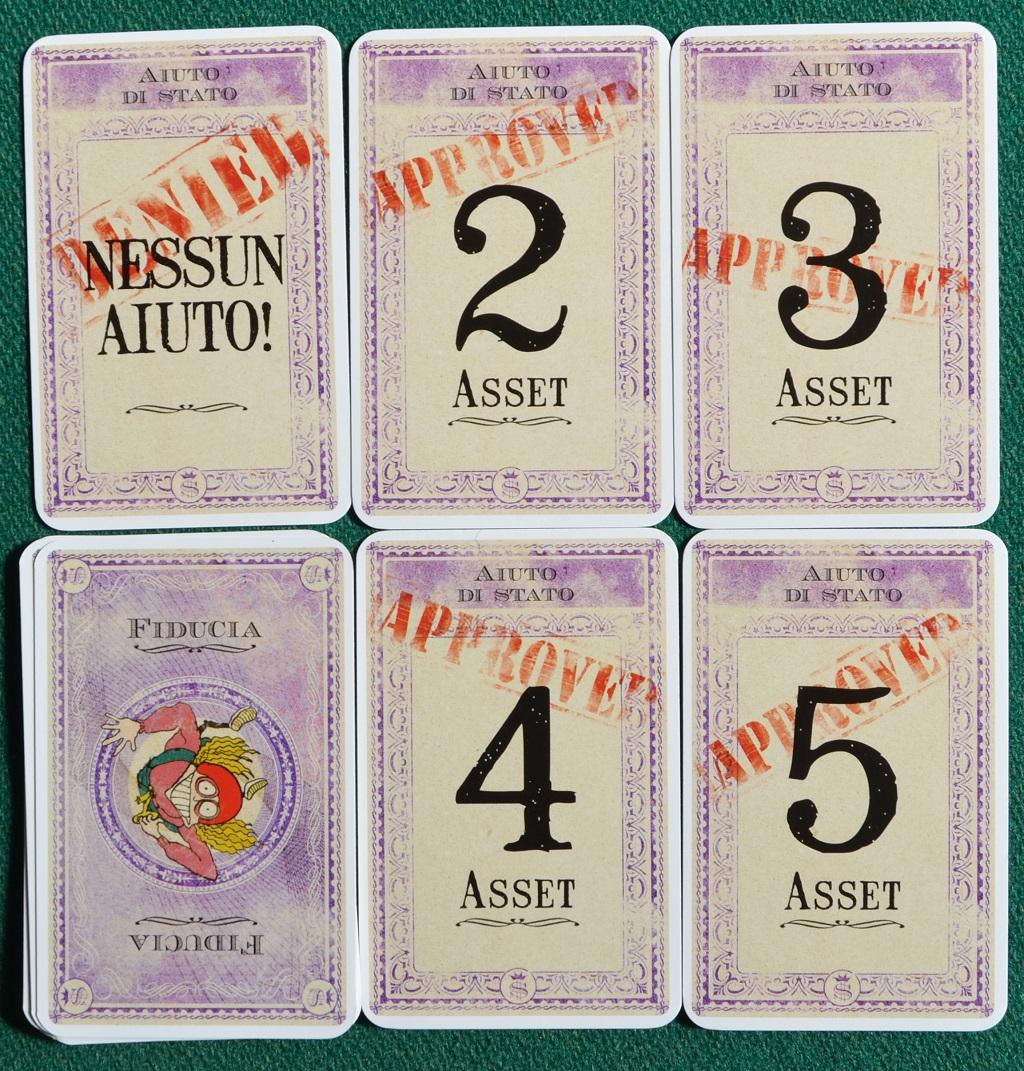 AIUTO
DI STATO
DENIED
NESSUN
AIUTO!
AIUTO
DI STATO
APPROVED
2
ASSET
AIUTO
DI STATO
APPROVED
3
ASSET
FIDUCIA
FIDUCIA
AIUTO
DI STATO
APPROVED
4
ASSET
AIUTO
DI STATO
APPROVED
5
ASSET